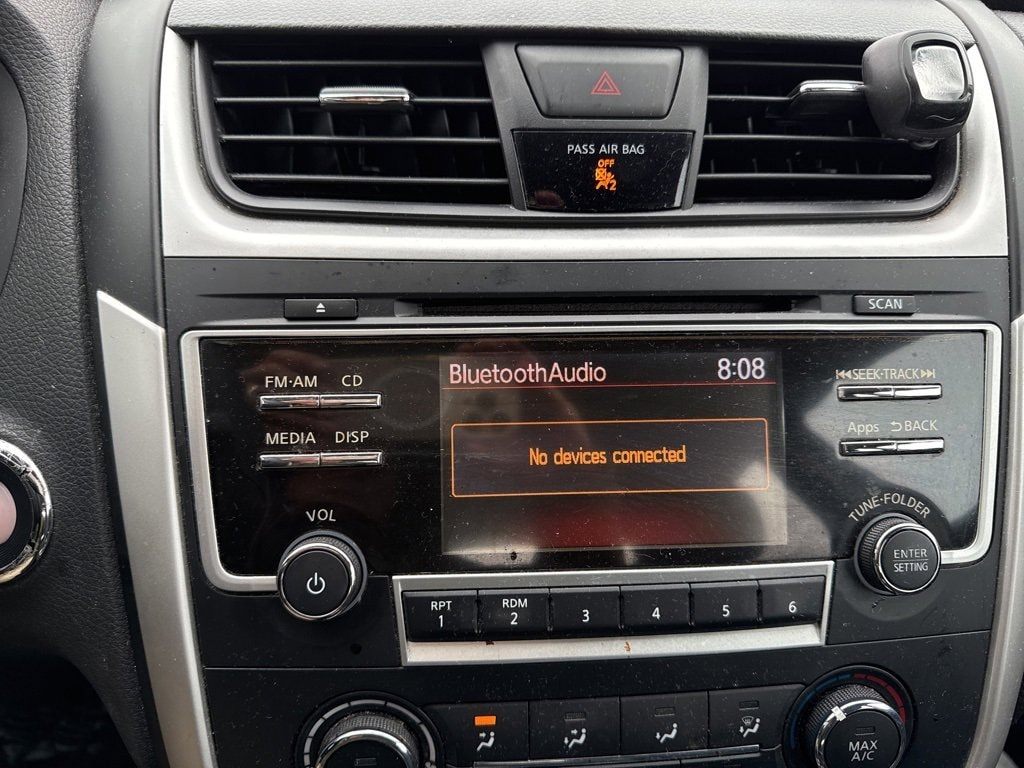 PASS AIR BAG
OFF
2
SCAN
FM·AM CD
BluetoothAudio 8:08
SEEK·TRACK
MEDIA DISP
Apps BACK
No devices connected
VOL
TUNE·FOLDER
ENTER
SETTING
RPT
1
RDM
2
3
4
5
6
MAX
A/C